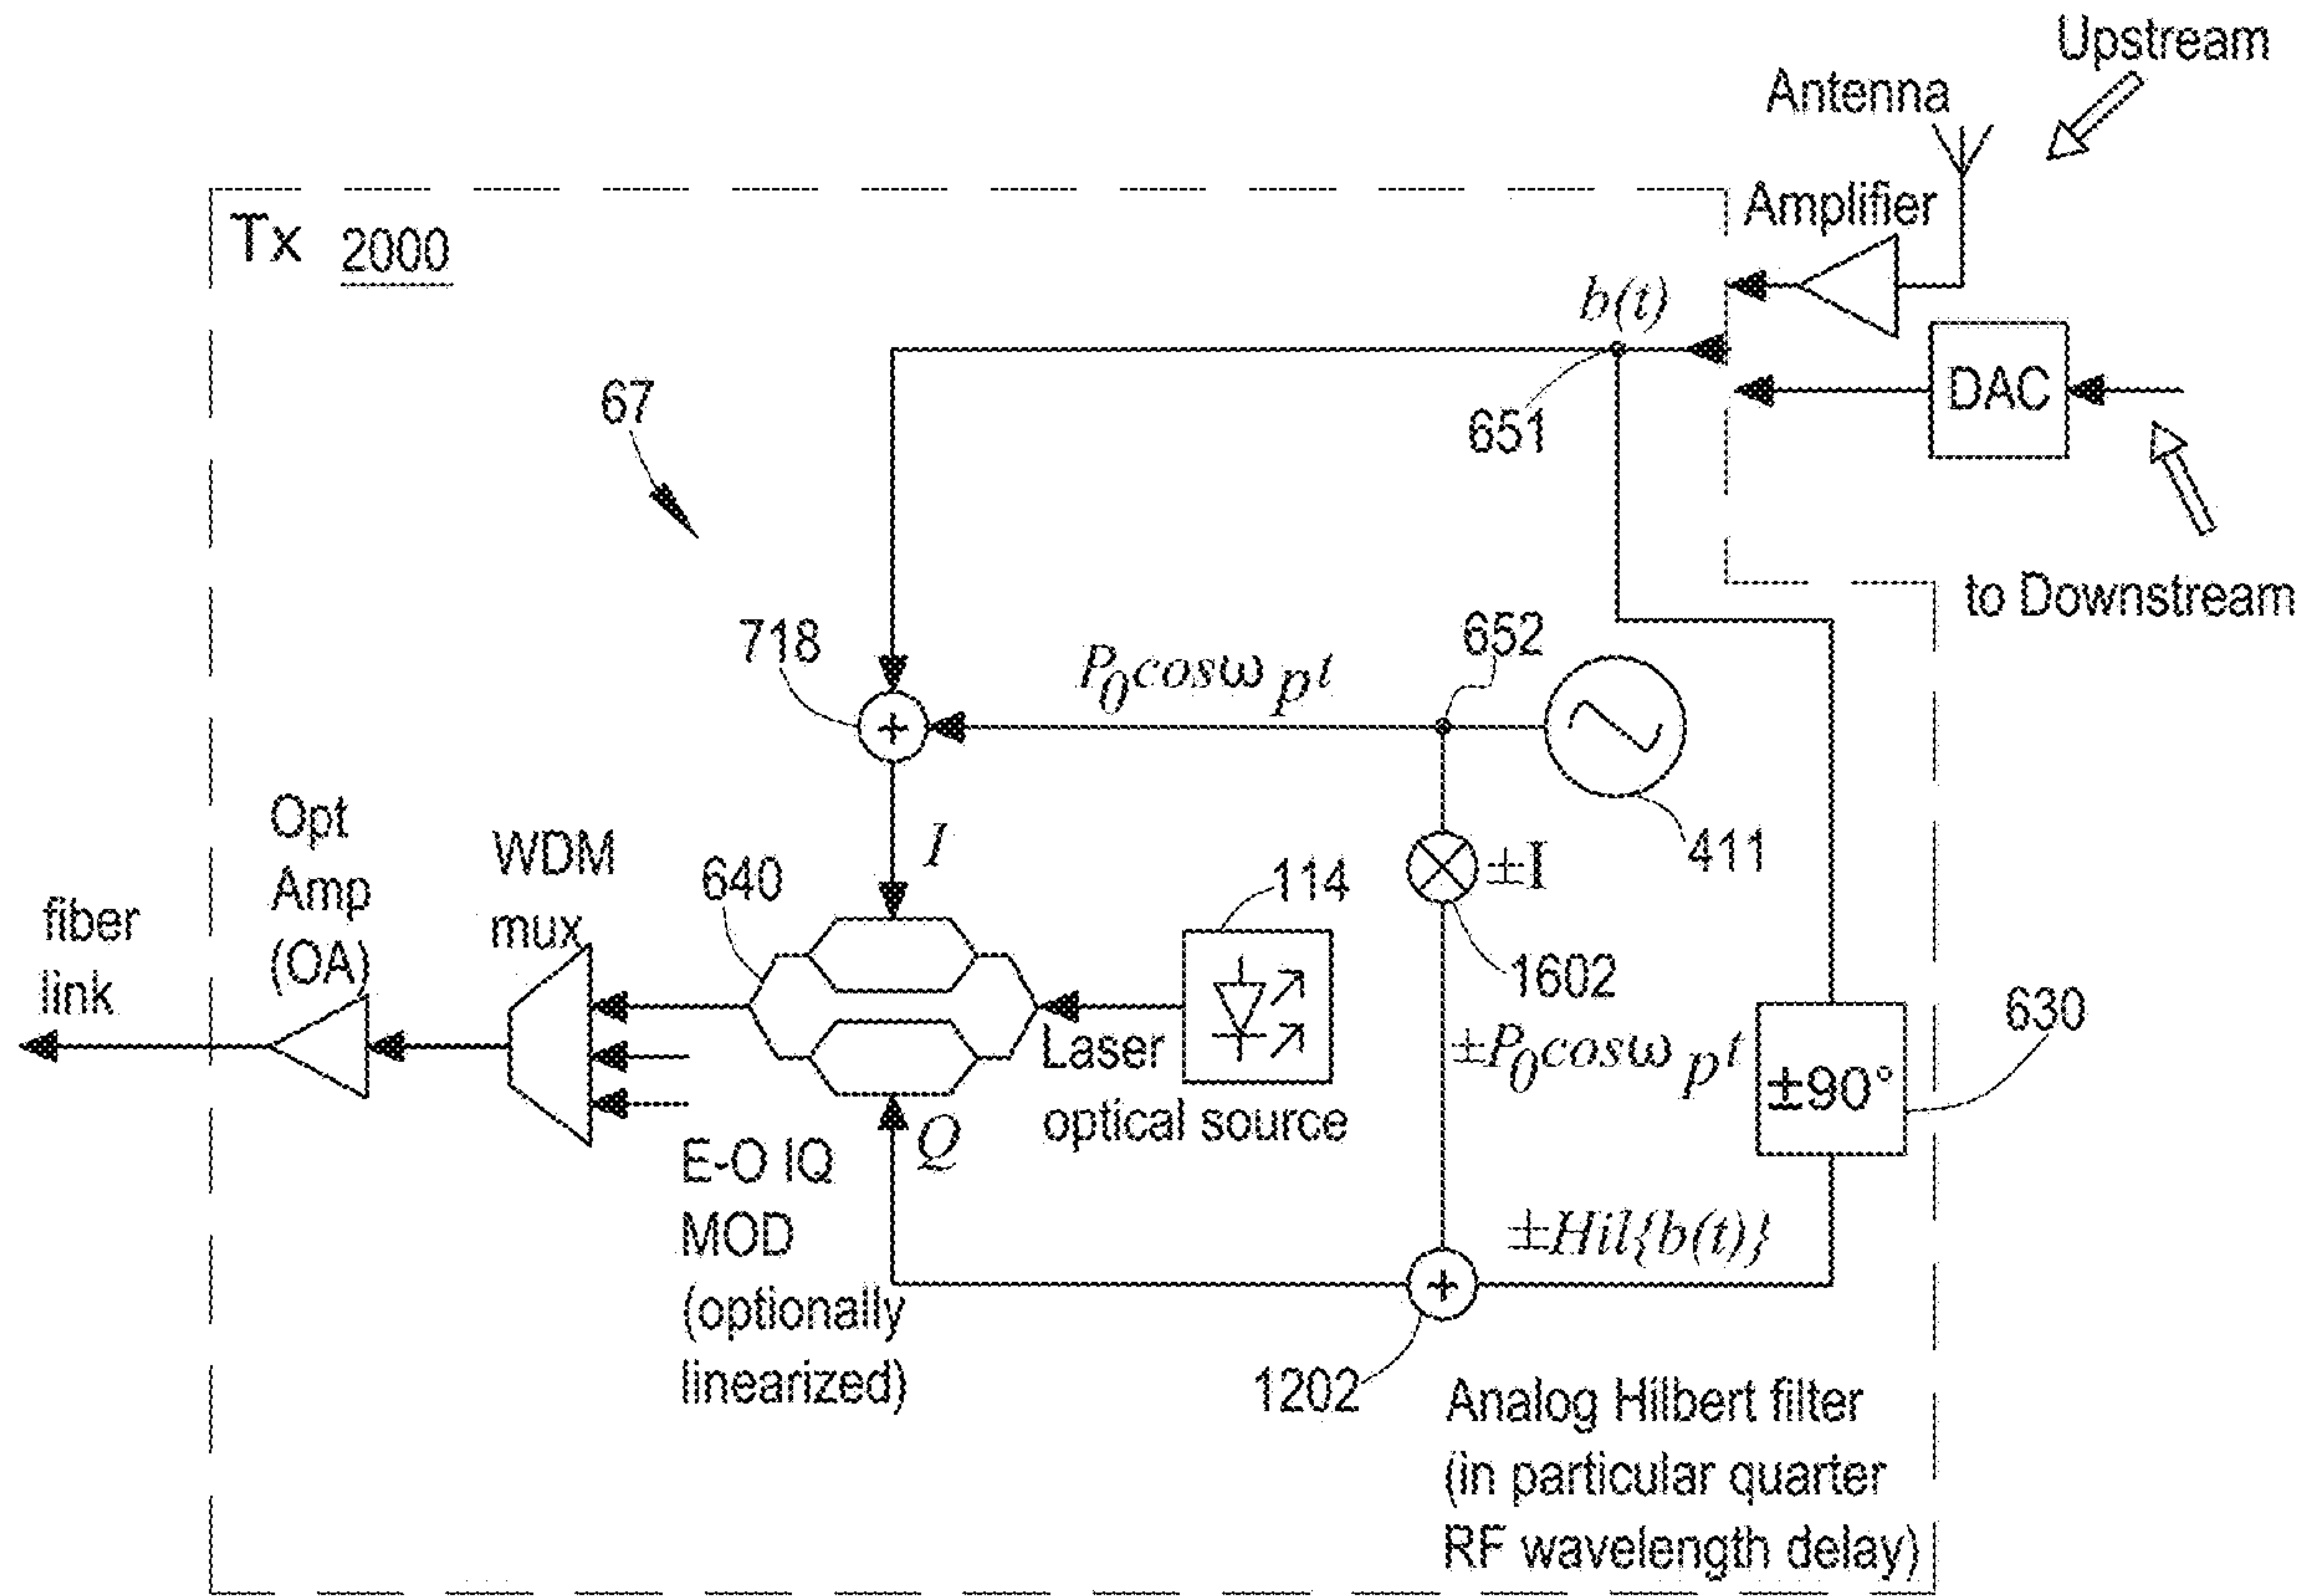 Upstream
Antenna
Amplifier
Tx 2000
b(t)
DAC
67
651
to Downstream
718
P0cosωpt
652
411
I
±I
Opt
Amp
(OA)
WDM
mux
640
114
fiber
link
1602
630
Laser
optical source
±P0cosωpt
±90°
Q
E-O IQ
MOD
(optionally
linearized)
±Hil{b(t)}
1202
Analog Hilbert filter
(in particular quarter
RF wavelength delay)
+
+